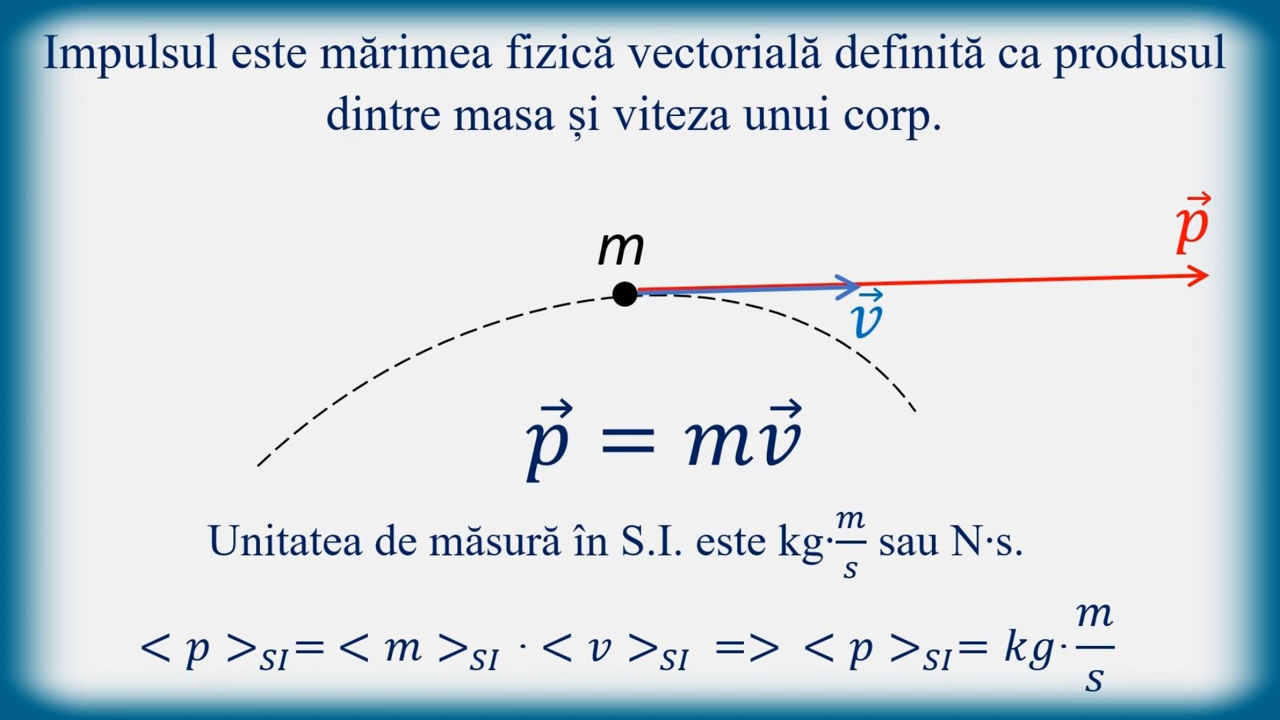 Impulsul este mărimea fizică vectorială definită ca produsul
dintre masa și viteza unui corp.
m
p⃗
v⃗
p⃗ = mv⃗
Unitatea de măsură în S.I. este kg·m/s sau N·s.
< p >SI= < m >SI · < v >SI => < p >SI= kg·m/s